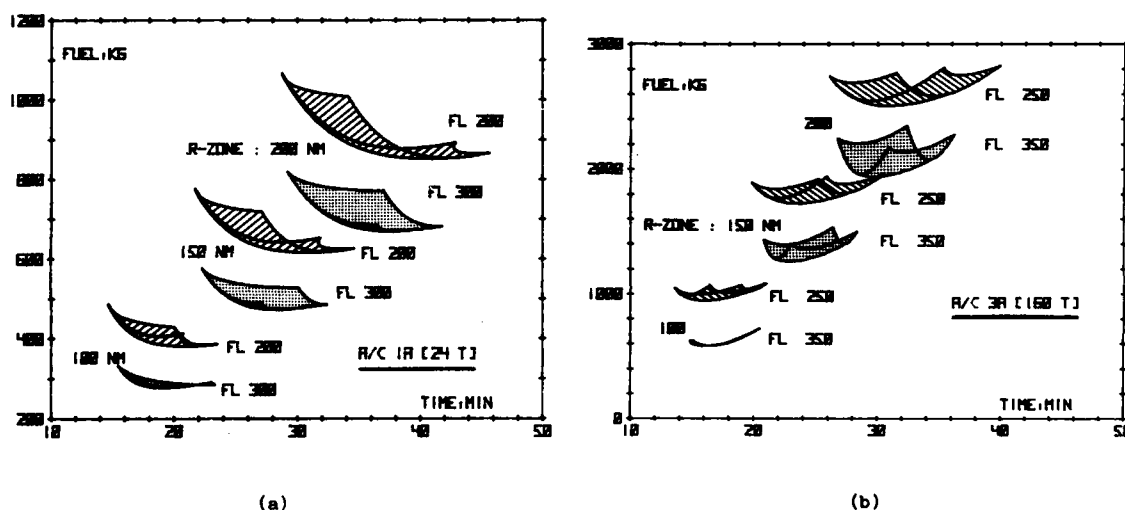 1200
FUEL:KG
1000
FL 200
R-ZONE : 200 NM
800
FL 300
150 NM
600
FL 200
FL 300
400
FL 200
100 NM
A/C 1A [24 T]
FL 300
TIME:MIN
200
10
20
30
40
50
(a)
3000
FUEL:KG
FL 250
200
FL 350
2000
FL 250
R-ZONE : 150 NM
FL 350
1000
FL 250
A/C 3A [160 T]
100
FL 350
TIME:MIN
0
10
20
30
40
50
(b)